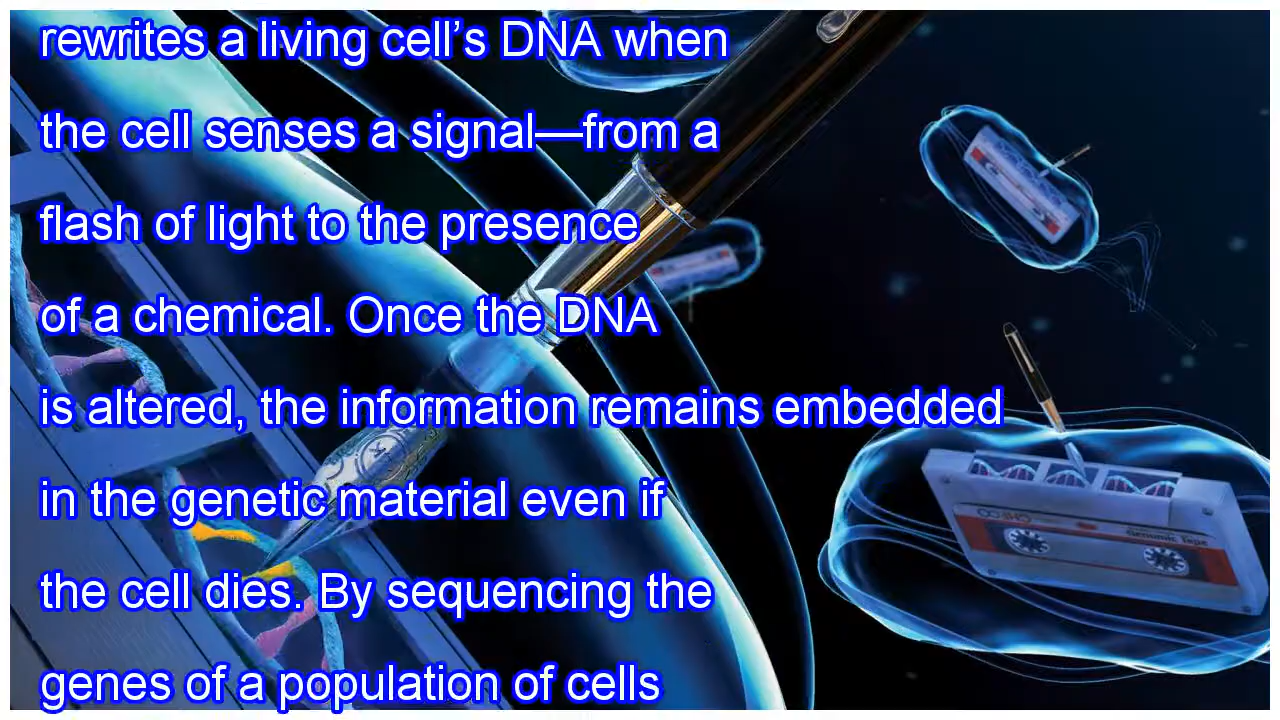 rewrites a living cell’s DNA when
the cell senses a signal—from a
flash of light to the presence
of a chemical. Once the DNA
is altered, the information remains embedded
in the genetic material even if
the cell dies. By sequencing the
genes of a population of cells
Genomic Tape